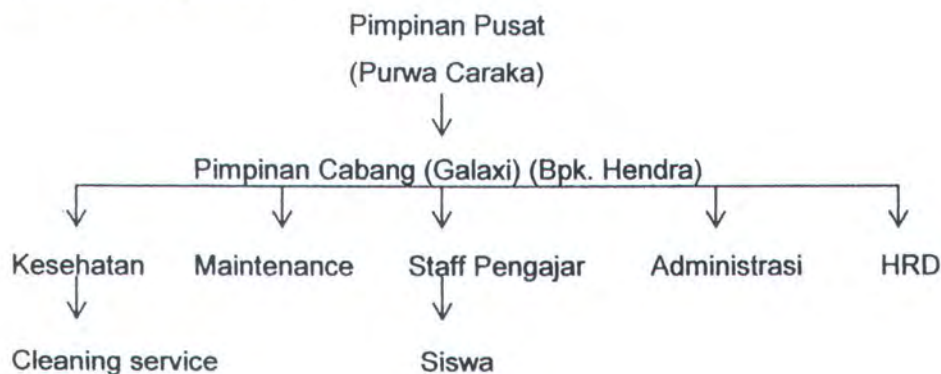 Pimpinan Pusat
(Purwa Caraka)
Pimpinan Cabang (Galaxi) (Bpk. Hendra)
Kesehatan Maintenance Staff Pengajar Administrasi HRD
Cleaning service Siswa